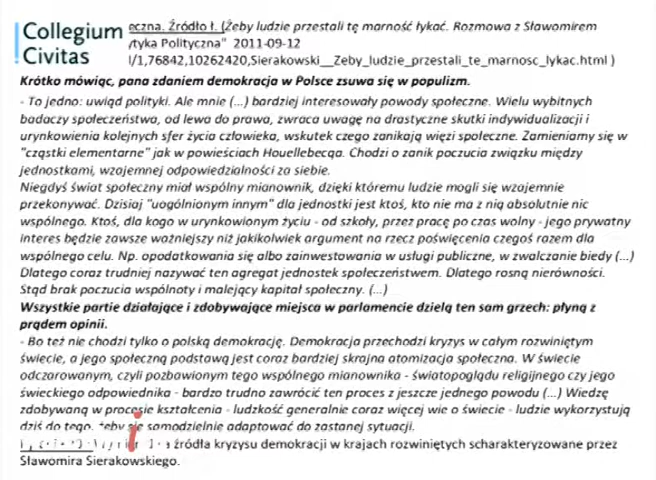 Collegium
Civitas
eczna. Źródło ł. (Żeby ludzie przestali tę marność łykać. Rozmowa z Sławomirem
ytyka Polityczna" 2011-09-12
l/1,76842,10262420,Sierakowski__Zeby_ludzie_przestali_te_marnosc_lykac.html )
Krótko mówiąc, pana zdaniem demokracja w Polsce zsuwa się w populizm.
- To jedno: uwiąd polityki. Ale mnie (...) bardziej interesowały powody społeczne. Wielu wybitnych
badaczy społeczeństwa, od lewa do prawa, zwraca uwagę na drastyczne skutki indywidualizacji i
urynkowienia kolejnych sfer życia człowieka, wskutek czego zanikają więzi społeczne. Zamieniamy się w
"cząstki elementarne" jak w powieściach Houellebecqa. Chodzi o zanik poczucia związku między
jednostkami, wzajemnej odpowiedzialności za siebie.
Niegdyś świat społeczny miał wspólny mianownik, dzięki któremu ludzie mogli się wzajemnie
przekonywać. Dzisiaj "uogólnionym innym" dla jednostki jest ktoś, kto nie ma z nią absolutnie nic
wspólnego. Ktoś, dla kogo w urynkowionym życiu - od szkoły, przez pracę po czas wolny - jego prywatny
interes będzie zawsze ważniejszy niż jakikolwiek argument na rzecz poświęcenia czegoś razem dla
wspólnego celu. Np. opodatkowania się albo zainwestowania w usługi publiczne, w zwalczanie biedy (...)
Dlatego coraz trudniej nazywać ten agregat jednostek społeczeństwem. Dlatego rosną nierówności.
Stąd brak poczucia wspólnoty i malejący kapitał społeczny. (...)
Wszystkie partie działające i zdobywające miejsca w parlamencie dzielą ten sam grzech: płyną z
prądem opinii.
- Bo też nie chodzi tylko o polską demokrację. Demokracja przechodzi kryzys w całym rozwiniętym
świecie, a jego społeczną podstawą jest coraz bardziej skrajna atomizacja społeczna. W świecie
odczarowanym, czyli pozbawionym tego wspólnego mianownika - światopoglądu religijnego czy jego
świeckiego odpowiednika - bardzo trudno zawrócić ten proces z jeszcze jednego powodu (...) Wiedzę
zdobywaną w procesie kształcenia - ludzkość generalnie coraz więcej wie o świecie - ludzie wykorzystują
dziś do tego, żeby się samodzielnie adaptować do zastanej sytuacji.
źródła kryzysu demokracji w krajach rozwiniętych scharakteryzowane przez
Sławomira Sierakowskiego.